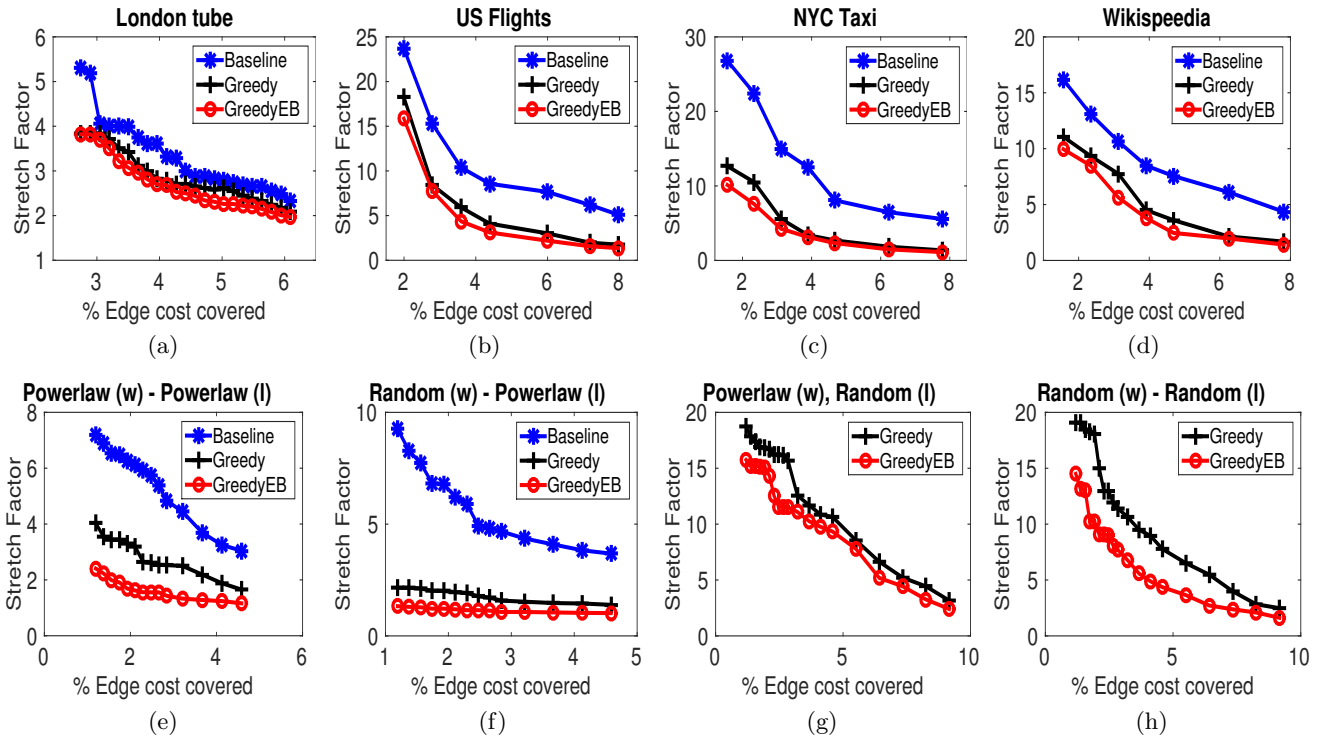 London tube
US Flights
NYC Taxi
Wikispeedia
6
5
4
3
2
1
Stretch Factor
Baseline
Greedy
GreedyEB
3
4
5
6
% Edge cost covered
(a)
25
20
15
10
5
0
Stretch Factor
Baseline
Greedy
GreedyEB
2
4
6
8
% Edge cost covered
(b)
30
20
10
0
Stretch Factor
Baseline
Greedy
GreedyEB
2
4
6
8
% Edge cost covered
(c)
20
15
10
5
0
Stretch Factor
Baseline
Greedy
GreedyEB
2
4
6
8
% Edge cost covered
(d)
Powerlaw (w) - Powerlaw (l)
Random (w) - Powerlaw (l)
Powerlaw (w), Random (l)
Random (w) - Random (l)
8
6
4
2
0
Stretch Factor
Baseline
Greedy
GreedyEB
0
2
4
6
% Edge cost covered
(e)
10
5
0
Stretch Factor
Baseline
Greedy
GreedyEB
1
2
3
4
5
% Edge cost covered
(f)
20
15
10
5
0
Stretch Factor
Greedy
GreedyEB
0
5
10
% Edge cost covered
(g)
20
15
10
5
0
Stretch Factor
Greedy
GreedyEB
0
5
10
% Edge cost covered
(h)